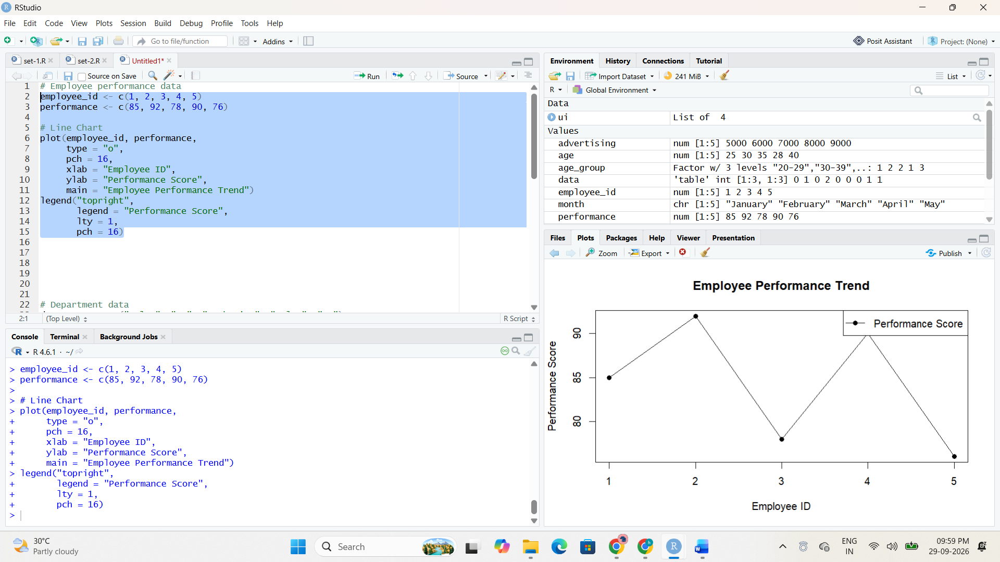 RStudio
File Edit Code View Plots Session Build Debug Profile Tools Help
Go to file/function Addins Posit Assistant Project: (None)
set-1.R set-2.R Untitled1*
Source on Save Run Source
1 # Employee performance data
2 employee_id <- c(1, 2, 3, 4, 5)
3 performance <- c(85, 92, 78, 90, 76)
4
5 # Line Chart
6 plot(employee_id, performance,
7 type = "o",
8 pch = 16,
9 xlab = "Employee ID",
10 ylab = "Performance Score",
11 main = "Employee Performance Trend")
12 legend("topright",
13 legend = "Performance Score",
14 lty = 1,
15 pch = 16)
16
17
18
19
20
21
22 # Department data
2:1 (Top Level) R Script
Console Terminal Background Jobs
R 4.6.1 · ~/
> employee_id <- c(1, 2, 3, 4, 5)
> performance <- c(85, 92, 78, 90, 76)
>
> # Line Chart
> plot(employee_id, performance,
+ type = "o",
+ pch = 16,
+ xlab = "Employee ID",
+ ylab = "Performance Score",
+ main = "Employee Performance Trend")
> legend("topright",
+ legend = "Performance Score",
+ lty = 1,
+ pch = 16)
>
Environment History Connections Tutorial
Import Dataset 241 MiB List
R Global Environment
Data
ui List of 4
Values
advertising num [1:5] 5000 6000 7000 8000 9000
age num [1:5] 25 30 35 28 40
age_group Factor w/ 3 levels "20-29","30-39",..: 1 2 2 1 3
data 'table' int [1:3, 1:3] 0 1 0 2 0 0 0 1 1
employee_id num [1:5] 1 2 3 4 5
month chr [1:5] "January" "February" "March" "April" "May"
performance num [1:5] 85 92 78 90 76
Files Plots Packages Help Viewer Presentation
Zoom Export Publish
Employee Performance Trend
Performance Score
90
85
80
Performance Score
1 2 3 4 5
Employee ID
30°C
Partly cloudy
Search
ENG
IN
09:59 PM
29-09-2026